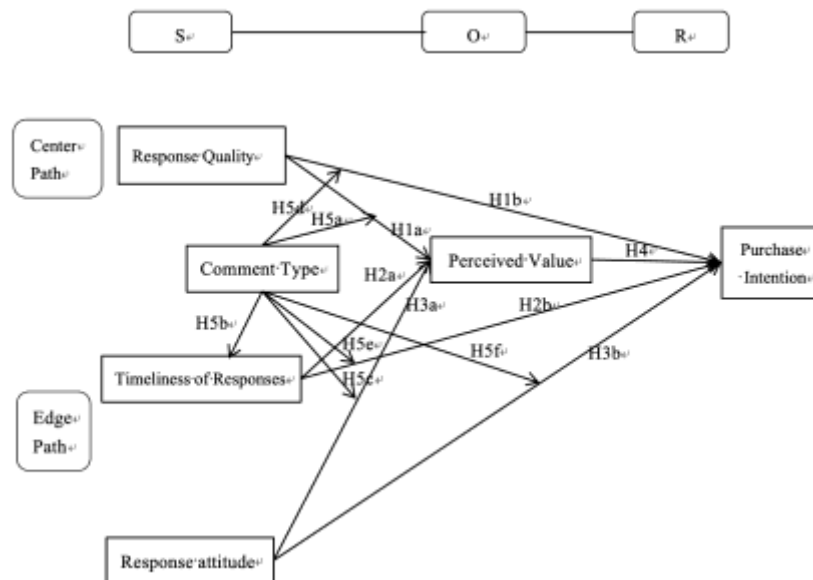 S
O
R
Center
Path
Response Quality
H1b
H5d
H5a
H1a
Comment Type
Perceived Value
H4
Purchase
Intention
H2a
H3a
H2b
H5b
H5e
H5f
H3b
Timeliness of Responses
H5c
Edge
Path
Response attitude